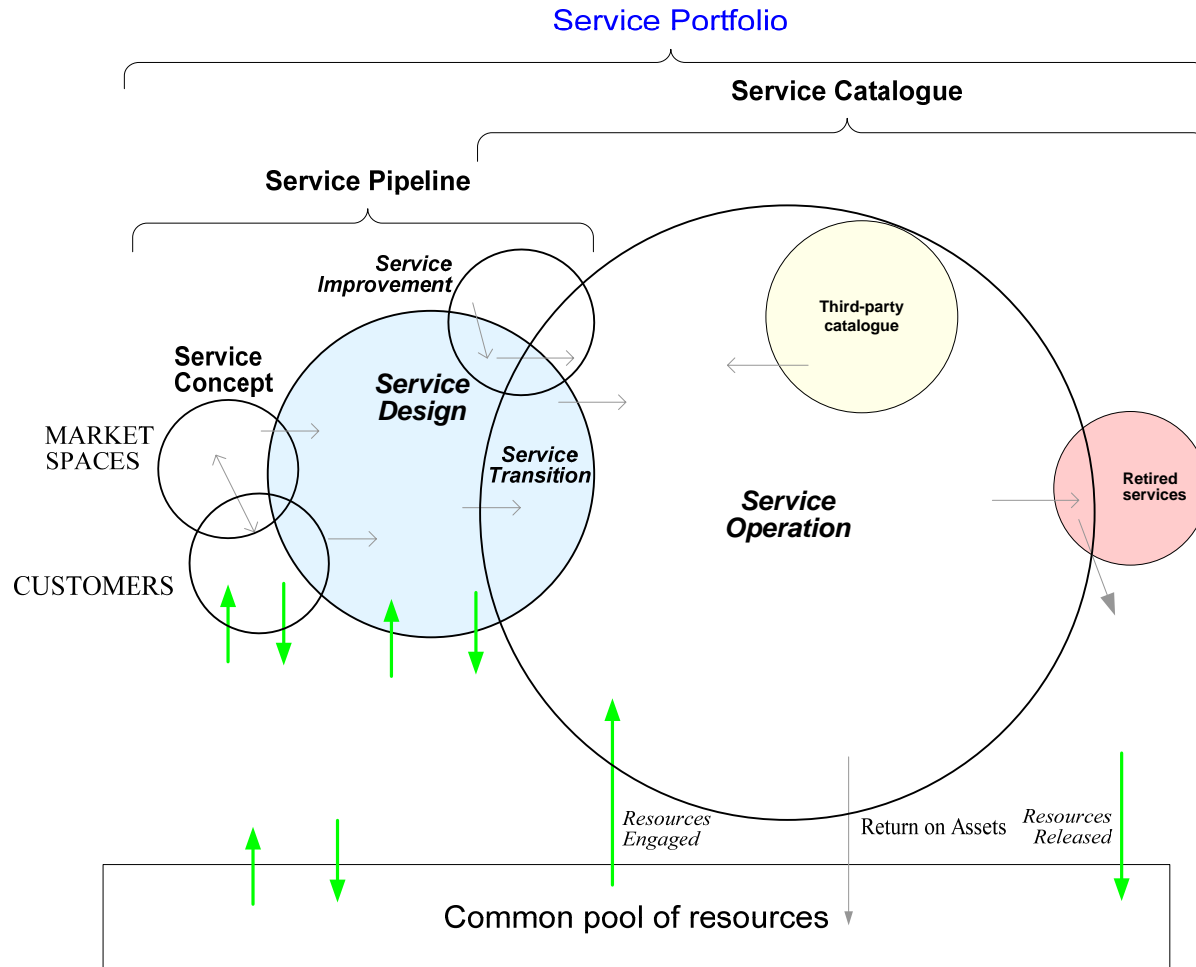 Service Portfolio
Service Catalogue
Service Pipeline
Service
Improvement
Third-party
catalogue
Service
Concept
Service
Design
MARKET
SPACES
Service
Transition
Retired
services
Service
Operation
CUSTOMERS
Resources
Engaged
Return on Assets
Resources
Released
Common pool of resources